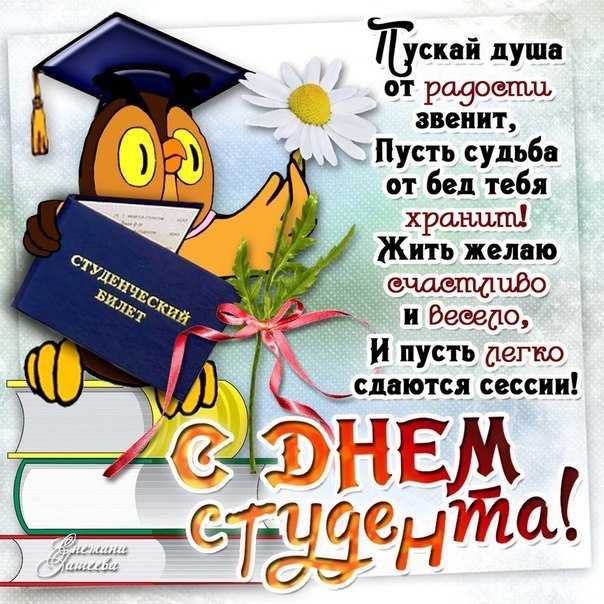 Пускай душа
от радости
звенит,
Пусть судьба
от бед тебя
хранит!
Жить желаю
счастливо
и весело,
И пусть легко
сдаются сессии!
СТУДЕНЧЕСКИЙ
БИЛЕТ
С ДНЕМ
студента!
Снежана